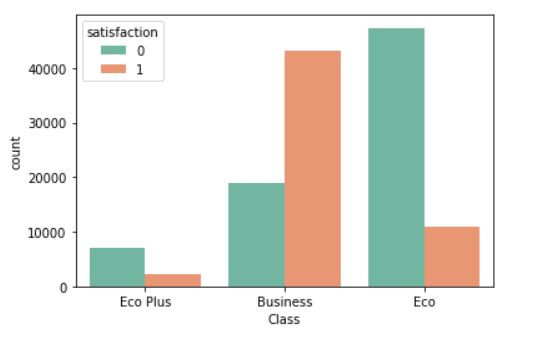 satisfaction
0
1
40000
30000
20000
10000
0
count
Eco Plus Business Eco
Class